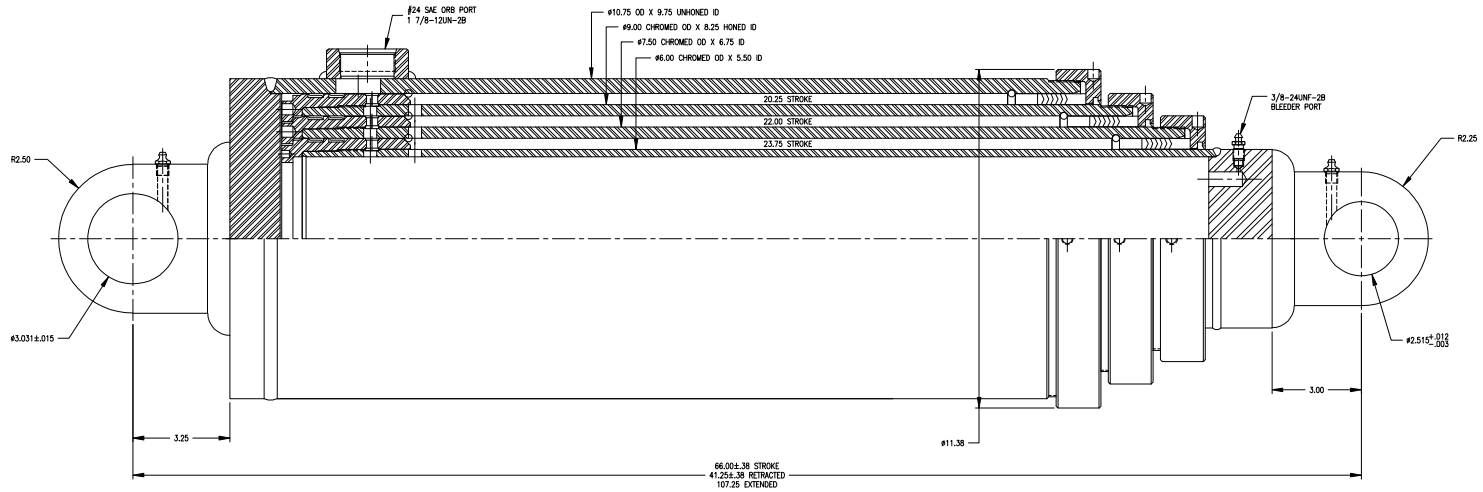 #24 SAE ORB PORT
1 7/8-12UN-2B
ø10.75 OD X 9.75 UNHONED ID
ø9.00 CHROMED OD X 8.25 HONED ID
ø7.50 CHROMED OD X 6.75 ID
ø6.00 CHROMED OD X 5.50 ID
20.25 STROKE
22.00 STROKE
23.75 STROKE
3/8-24UNF-2B
BLEEDER PORT
R2.50
R2.25
ø3.031±.015
ø2.515+.012
-.003
3.25
3.00
ø11.38
66.00±.38 STROKE
41.25±.38 RETRACTED
107.25 EXTENDED